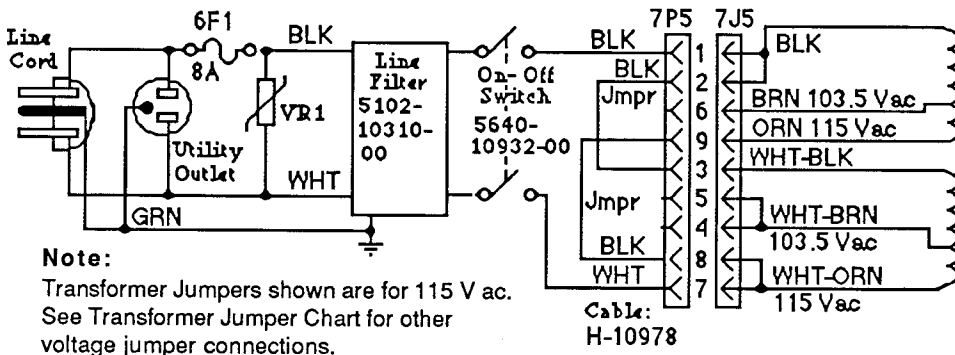 6F1
7P5 7J5
Line
Cord
8A
BLK
BLK
BLK
1
BLK
Line
Filter
5102-
10310-
00
On-Off
Switch
5640-
10932-00
Jmpr
2
VR1
6
BRN 103.5 Vac
9
ORN 115 Vac
Utility
Outlet
3
WHT-BLK
WHT
Jmpr
5
WHT-BRN
4
103.5 Vac
GRN
BLK
8
WHT-ORN
WHT
7
115 Vac
Note:
Transformer Jumpers shown are for 115 V ac.
See Transformer Jumper Chart for other
voltage jumper connections.
Cable:
H-10978